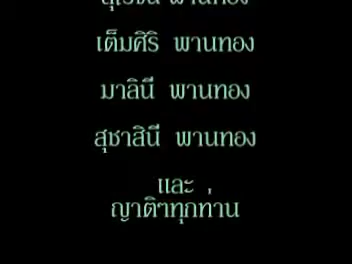 เต็มศิริ พานทอง
มาลินี พานทอง
สุชาสินี พานทอง
และ
ญาติๆทุกท่าน